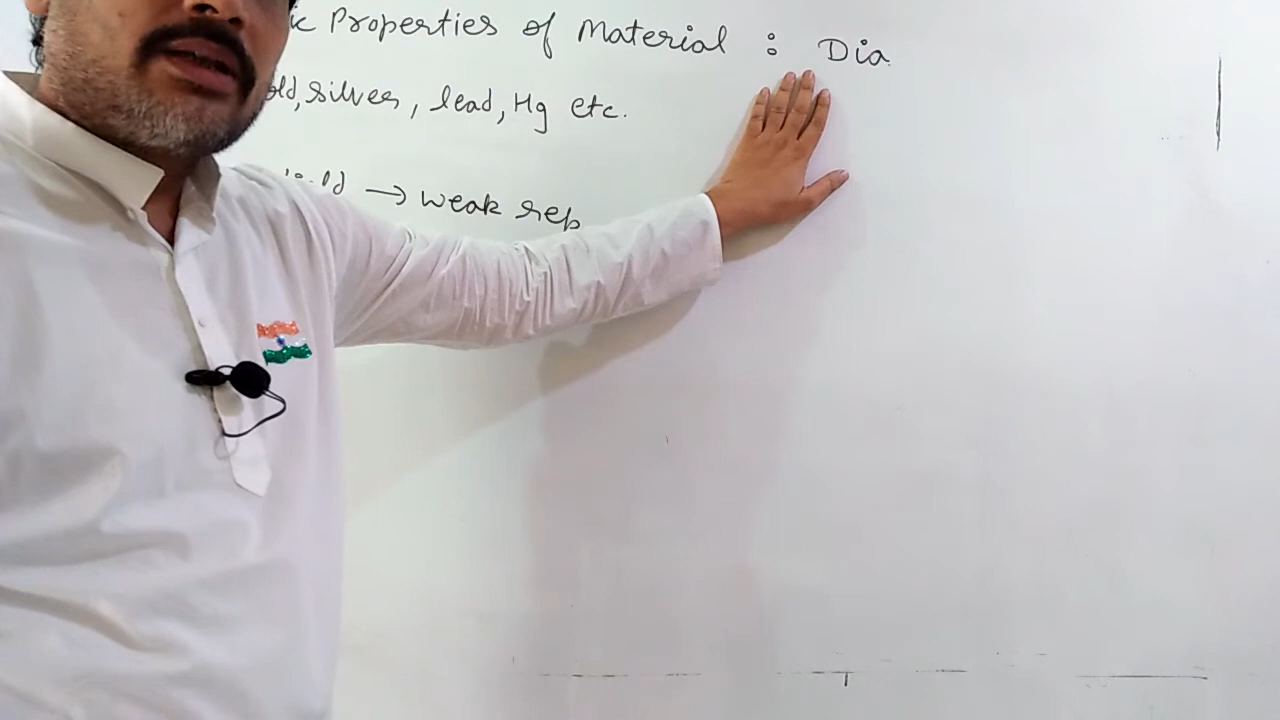 Properties of Material : Dia
silver, lead, Hg etc.
→ weak rep